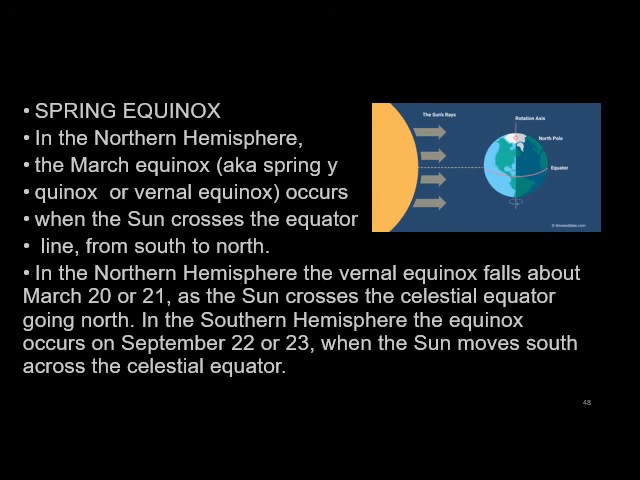 • SPRING EQUINOX
• In the Northern Hemisphere,
• the March equinox (aka spring y
• quinox or vernal equinox) occurs
• when the Sun crosses the equator
• line, from south to north.
• In the Northern Hemisphere the vernal equinox falls about
March 20 or 21, as the Sun crosses the celestial equator
going north. In the Southern Hemisphere the equinox
occurs on September 22 or 23, when the Sun moves south
across the celestial equator.
The Sun's Rays
Rotation Axis
North Pole
Equator
© timeanddate.com
48